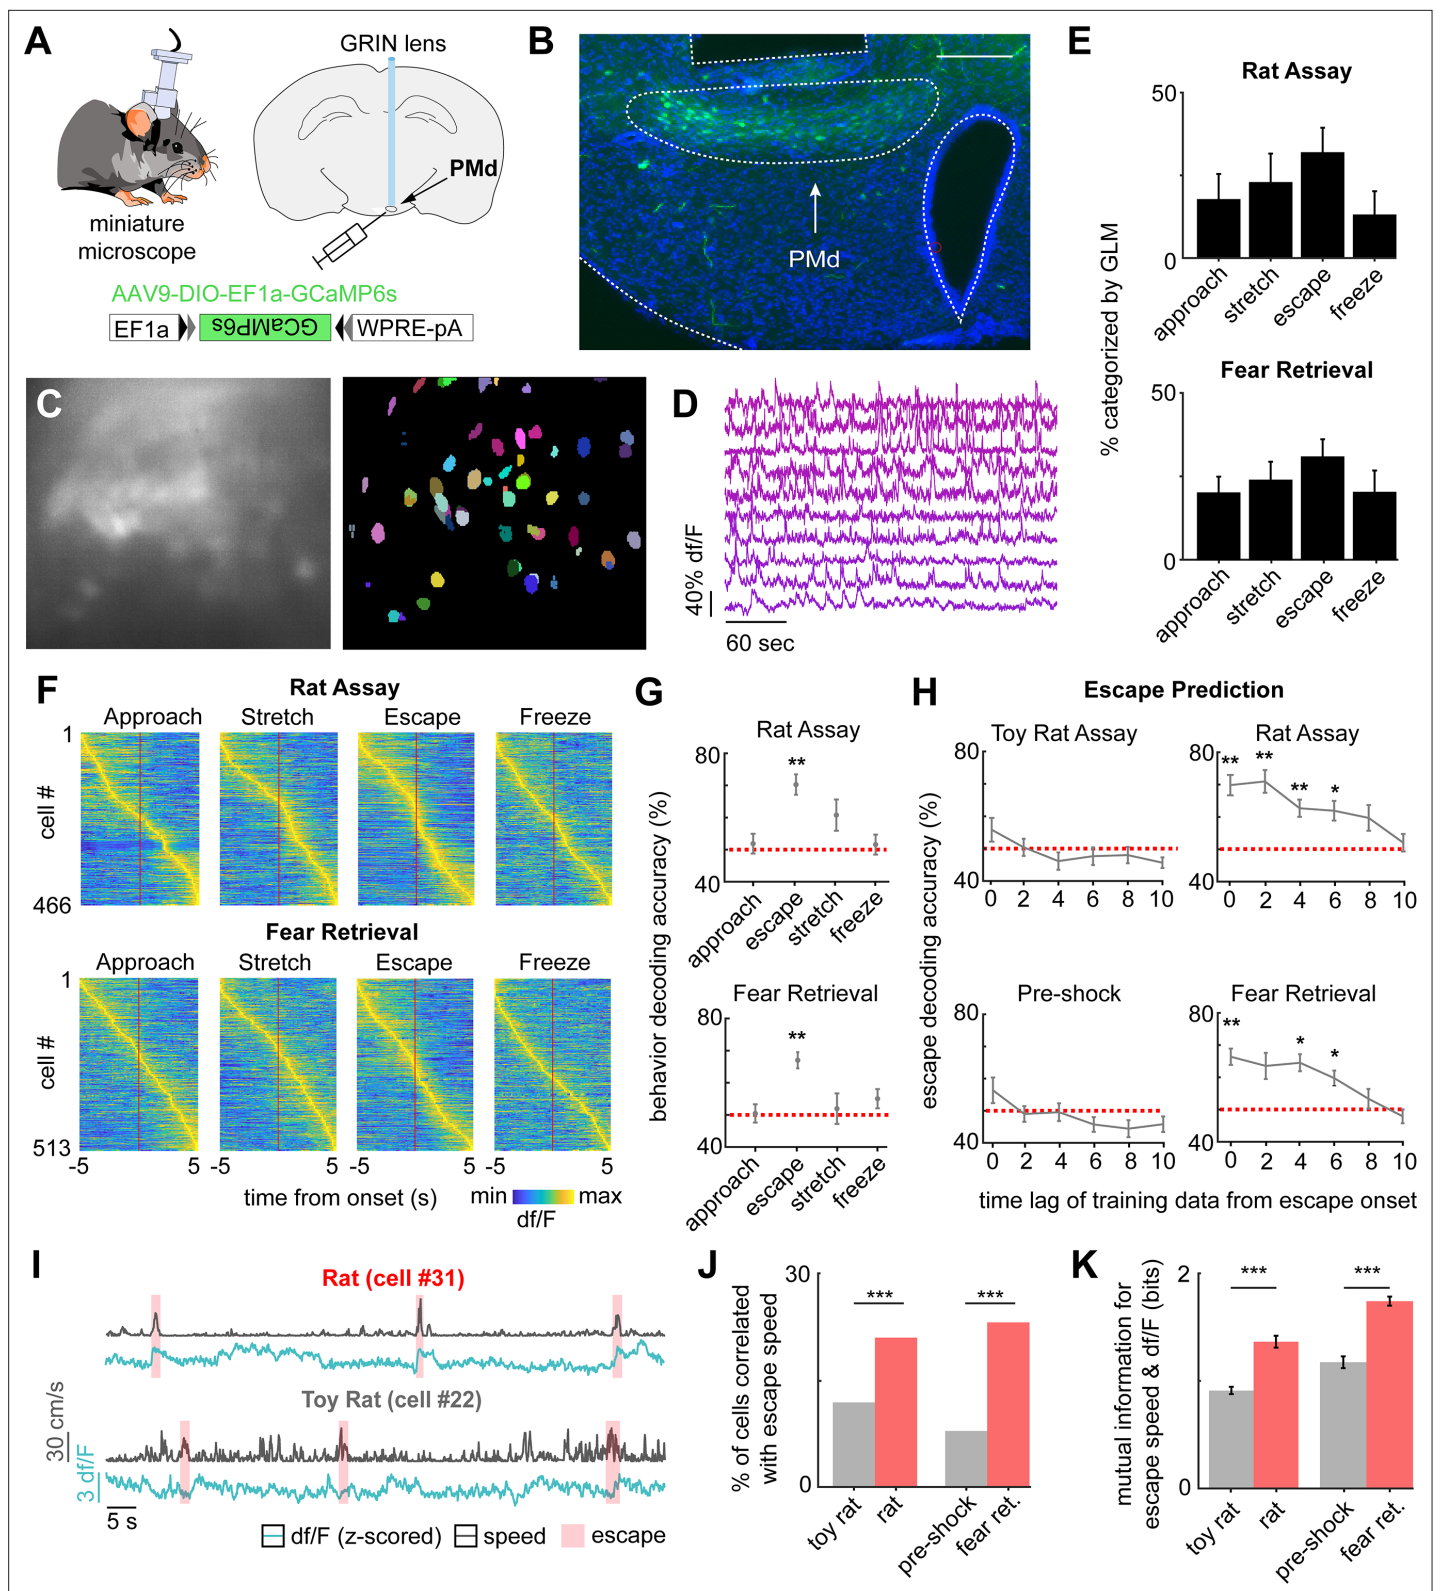 A
GRIN lens
PMd
miniature
microscope
AAV9-DIO-EF1a-GCaMP6s
EF1a
GCaMP6s
WPRE-pA
B
PMd
C
D
40% df/F
60 sec
E
% categorized by GLM
Rat Assay
50
0
approach
stretch
escape
freeze
Fear Retrieval
50
0
approach
stretch
escape
freeze
F
Rat Assay
Approach
Stretch
Escape
Freeze
1
cell #
466
Fear Retrieval
Approach
Stretch
Escape
Freeze
1
cell #
513
-5
5
-5
5
-5
5
-5
5
time from onset (s)
min
max
df/F
G
behavior decoding accuracy (%)
Rat Assay
80
**
40
approach
escape
stretch
freeze
Fear Retrieval
80
**
40
approach
escape
stretch
freeze
H
Escape Prediction
escape decoding accuracy (%)
Toy Rat Assay
80
40
0 2 4 6 8 10
Rat Assay
80
** ** ** *
40
0 2 4 6 8 10
Pre-shock
80
40
0 2 4 6 8 10
Fear Retrieval
80
** * *
40
0 2 4 6 8 10
time lag of training data from escape onset
I
Rat (cell #31)
Toy Rat (cell #22)
30 cm/s
3 df/F
5 s
df/F (z-scored)
speed
escape
J
% of cells correlated
with escape speed
30
0
***
***
toy rat
rat
pre-shock
fear ret.
K
mutual information for
escape speed & df/F (bits)
2
0
***
***
toy rat
rat
pre-shock
fear ret.